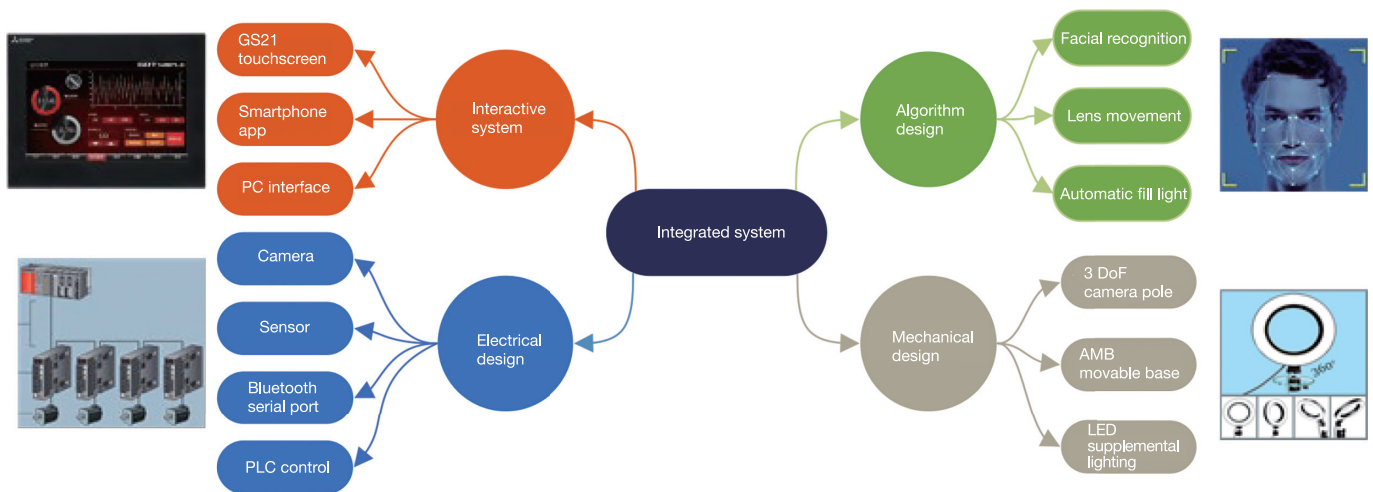 GS21
touchscreen
Smartphone
app
PC interface
Interactive
system
Camera
Sensor
Bluetooth
serial port
PLC control
Electrical
design
Integrated system
Algorithm
design
Facial recognition
Lens movement
Automatic fill light
Mechanical
design
3 DoF
camera pole
AMB
movable base
LED
supplemental
lighting
360°